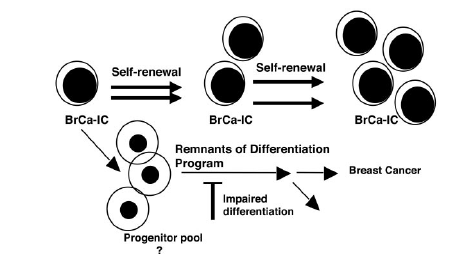 Self-renewal
Self-renewal
BrCa-IC
BrCa-IC
BrCa-IC
Remnants of Differentiation
Program
Breast Cancer
Impaired
differentiation
Progenitor pool
?